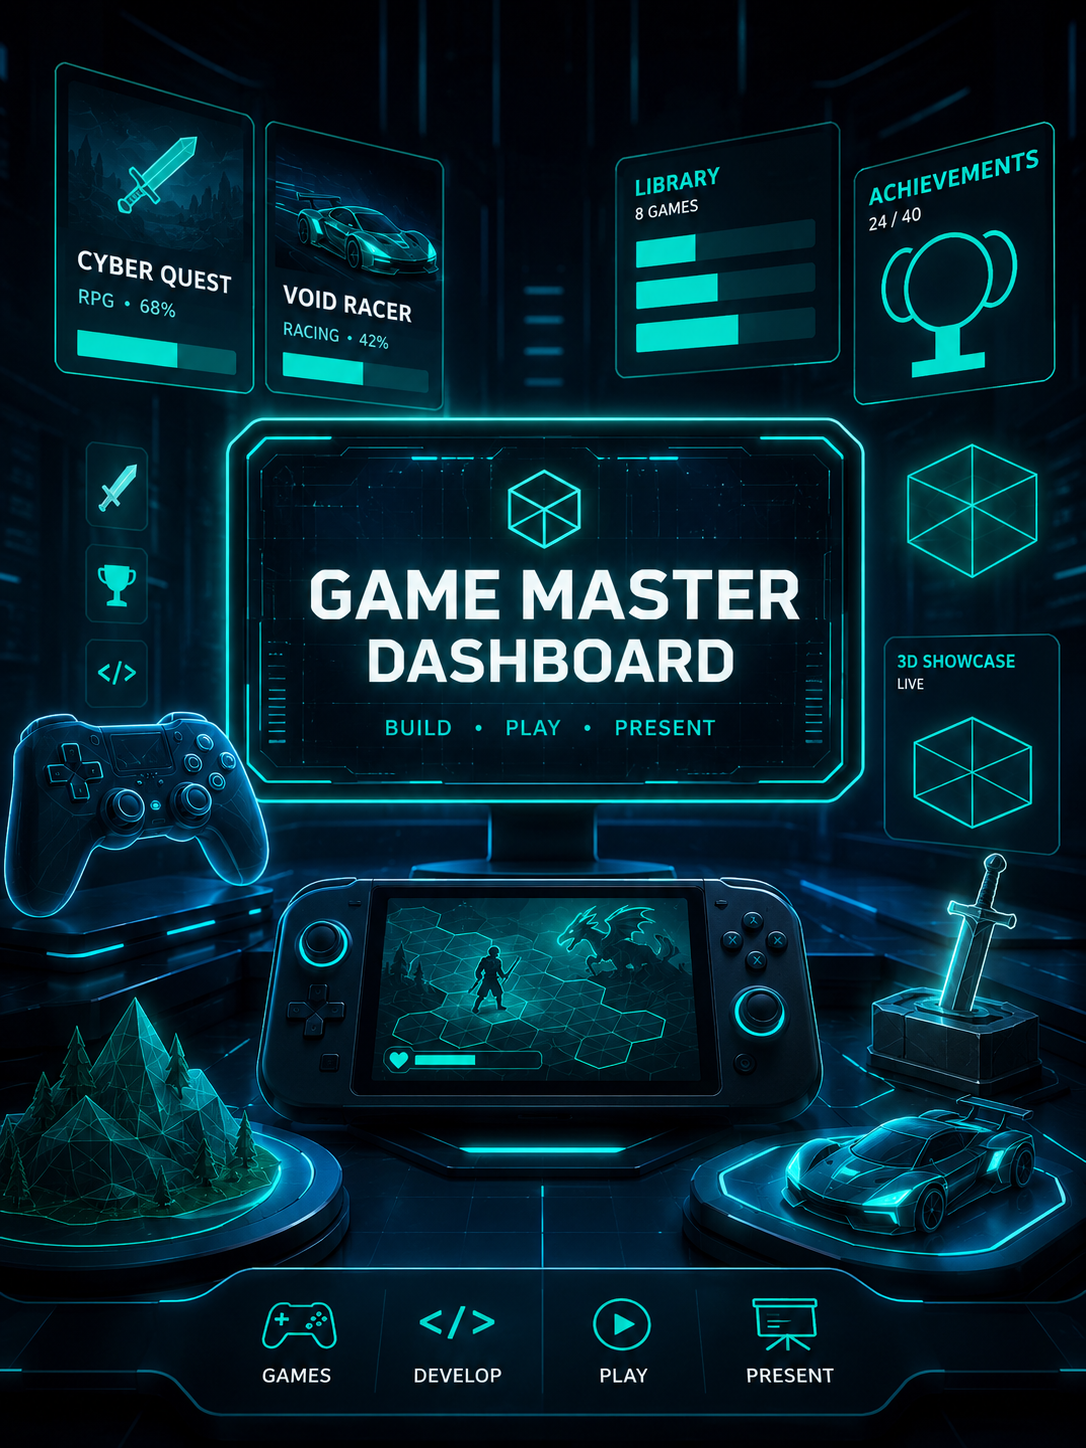 CYBER QUEST
RPG • 68%
VOID RACER
RACING • 42%
LIBRARY
8 GAMES
ACHIEVEMENTS
24 / 40
GAME MASTER
DASHBOARD
BUILD • PLAY • PRESENT
</>
3D SHOWCASE
LIVE
</>
GAMES
DEVELOP
PLAY
PRESENT